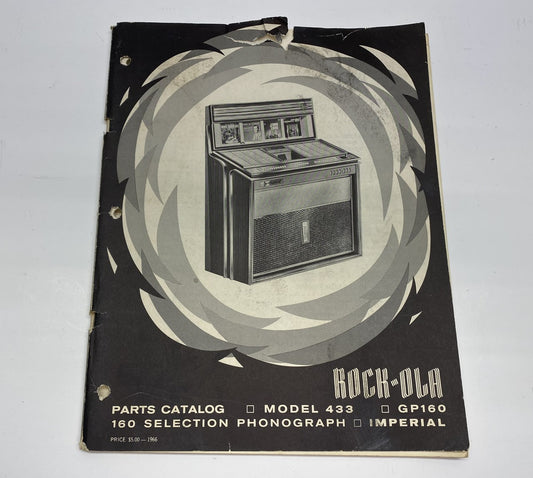 ROCK-OLA
PARTS CATALOG □ MODEL 433 □ GP160
160 SELECTION PHONOGRAPH □ IMPERIAL
PRICE $5.00 — 1966